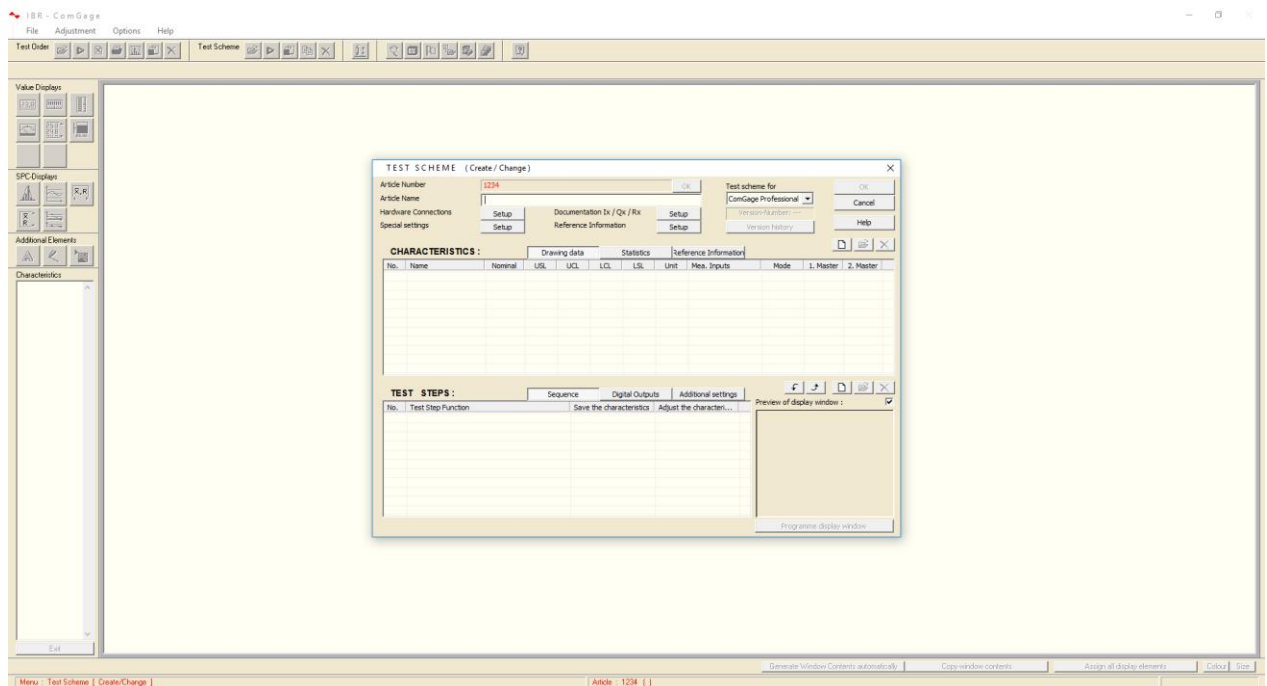 IBR - ComGage
File Adjustment Options Help
Test Order Test Scheme
Value Displays
SPC-Displays
Additional Elements
Characteristics
Exit
TEST SCHEME (Create / Change)
Article Number 1234 OK Test scheme for OK
Article Name ComGage Professional Cancel
Hardware Connections Setup Documentation Ix / Qx / Rx Setup Version-Number: ---
Special settings Setup Reference Information Setup Version history Help
CHARACTERISTICS : Drawing data Statistics Reference Information
No. Name Nominal USL UCL LCL LSL Unit Mea. Inputs Mode 1. Master 2. Master
TEST STEPS : Sequence Digital Outputs Additional settings
No. Test Step Function Save the characteristics Adjust the characteri... Preview of display window :
Programme display window
Generate Window Contents automatically Copy window contents Assign all display elements Colour Size
Menu : Test Scheme [ Create/Change ] Article : 1234 ( )